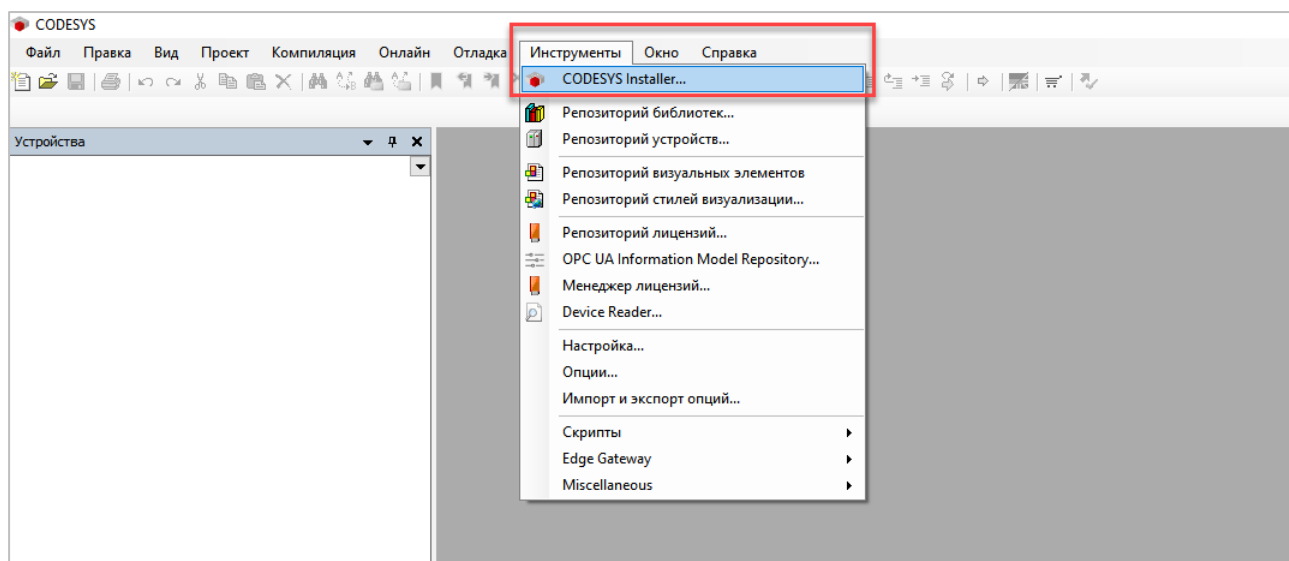 CODESYS
Файл Правка Вид Проект Компиляция Онлайн Отладка Инструменты Окно Справка
CODESYS Installer...
Репозиторий библиотек...
Устройства
Репозиторий устройств...
Репозиторий визуальных элементов
Репозиторий стилей визуализации...
Репозиторий лицензий...
OPC UA Information Model Repository...
Менеджер лицензий...
Device Reader...
Настройка...
Опции...
Импорт и экспорт опций...
Скрипты
Edge Gateway
Miscellaneous